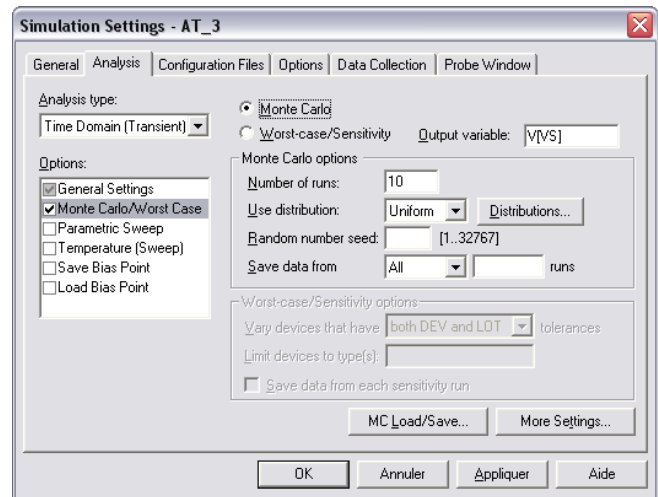 Simulation Settings - AT_3
General Analysis Configuration Files Options Data Collection Probe Window
Analysis type:
Time Domain (Transient)
Options:
General Settings
Monte Carlo/Worst Case
Parametric Sweep
Temperature (Sweep)
Save Bias Point
Load Bias Point
Monte Carlo
Worst-case/Sensitivity Output variable: V[VS]
Monte Carlo options
Number of runs: 10
Use distribution: Uniform Distributions...
Random number seed: [1..32767]
Save data from All runs
Worst-case/Sensitivity options
Vary devices that have both DEV and LOT tolerances
Limit devices to type(s):
Save data from each sensitivity run
MC Load/Save... More Settings...
OK Annuler Appliquer Aide